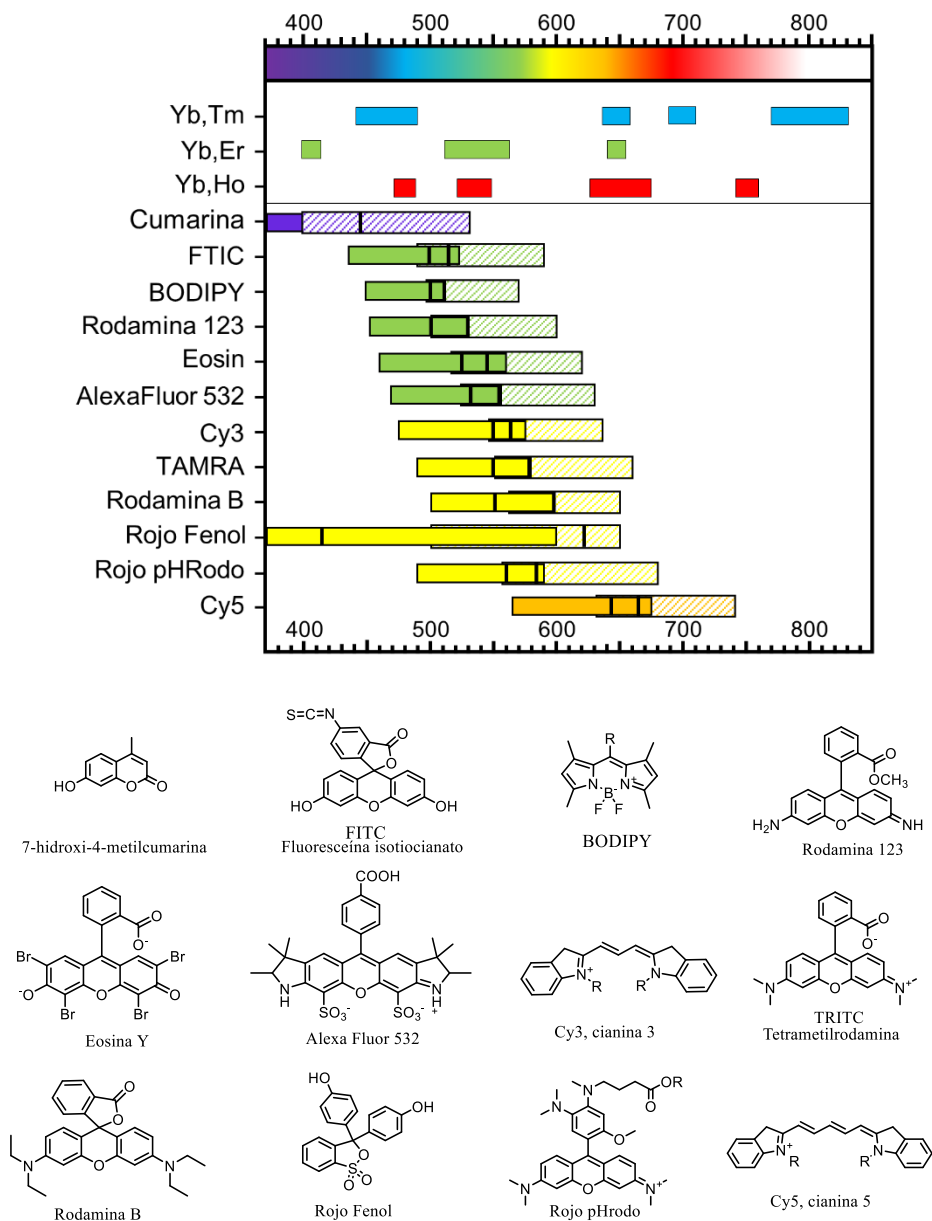 400 500 600 700 800
Yb,Tm
Yb,Er
Yb,Ho
Cumarina
FTIC
BODIPY
Rodamina 123
Eosin
AlexaFluor 532
Cy3
TAMRA
Rodamina B
Rojo Fenol
Rojo pHRodo
Cy5
400 500 600 700 800
HO O O
7-hidroxi-4-metilcumarina
S=C=N O O HO O OH
FITC
Fluoresceína isotiocianato
R N B- N+ F F
BODIPY
O OCH3 H2N O NH
Rodamina 123
O O- Br Br -O O O Br Br
Eosina Y
COOH N H O N H + SO3- SO3-
Alexa Fluor 532
N+ R R N
Cy3, cianina 3
O O- N O N+
TRITC
Tetrametilrodamina
O O N O N
Rodamina B
HO OH O S O O
Rojo Fenol
N OR O N O N O N+
Rojo pHrodo
N+ R R N
Cy5, cianina 5